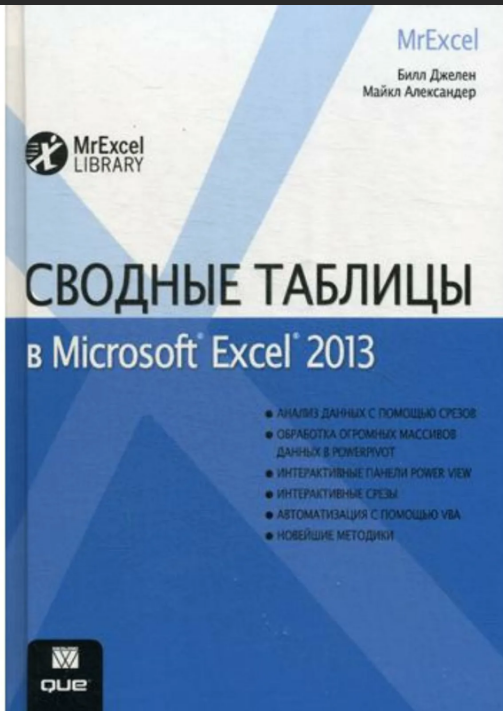 MrExcel
Билл Джелен
Майкл Александер
MrExcel
LIBRARY
СВОДНЫЕ ТАБЛИЦЫ
в Microsoft® Excel® 2013
● АНАЛИЗ ДАННЫХ С ПОМОЩЬЮ СРЕЗОВ
● ОБРАБОТКА ОГРОМНЫХ МАССИВОВ
ДАННЫХ В POWERPIVOT
● ИНТЕРАКТИВНЫЕ ПАНЕЛИ POWER VIEW
● ИНТЕРАКТИВНЫЕ СРЕЗЫ
● АВТОМАТИЗАЦИЯ С ПОМОЩЬЮ VBA
● НОВЕЙШИЕ МЕТОДИКИ
que